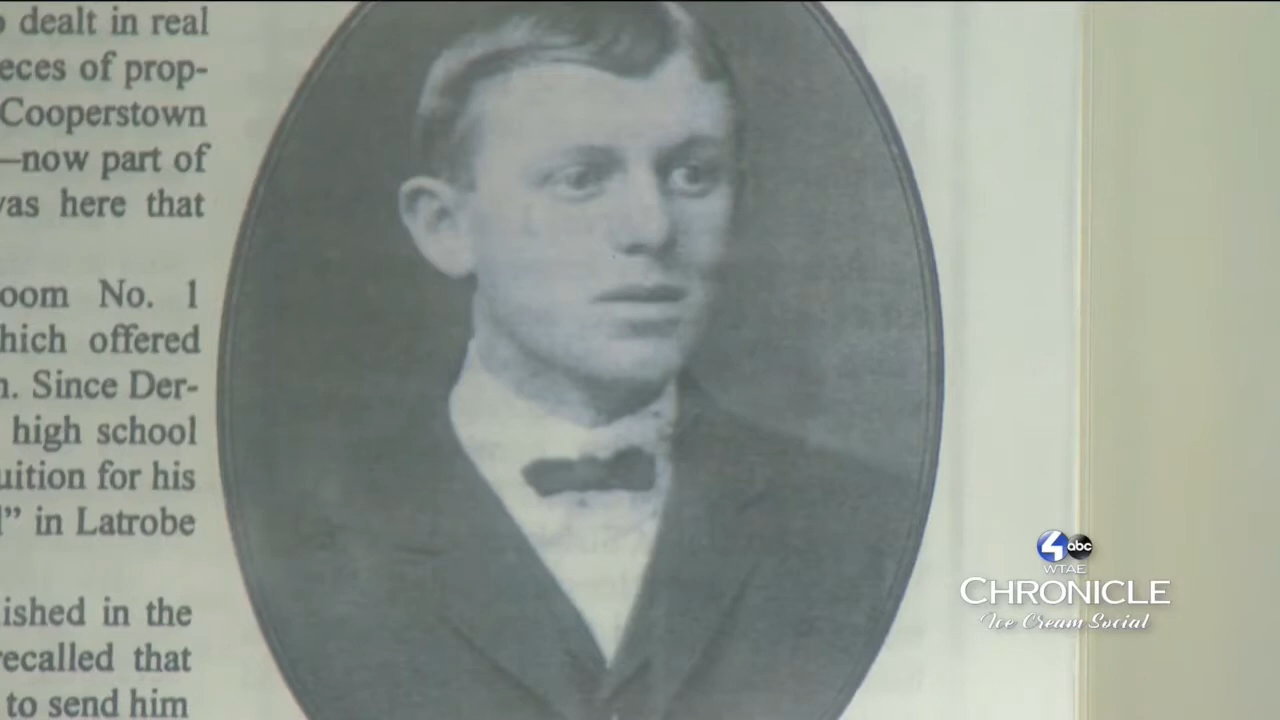 dealt in real
eces of prop-
Cooperstown
—now part of
as here that
oom No. 1
hich offered
. Since Der-
high school
uition for his
” in Latrobe
ished in the
recalled that
to send him
4 abc
WTAE
CHRONICLE
Ice Cream Social